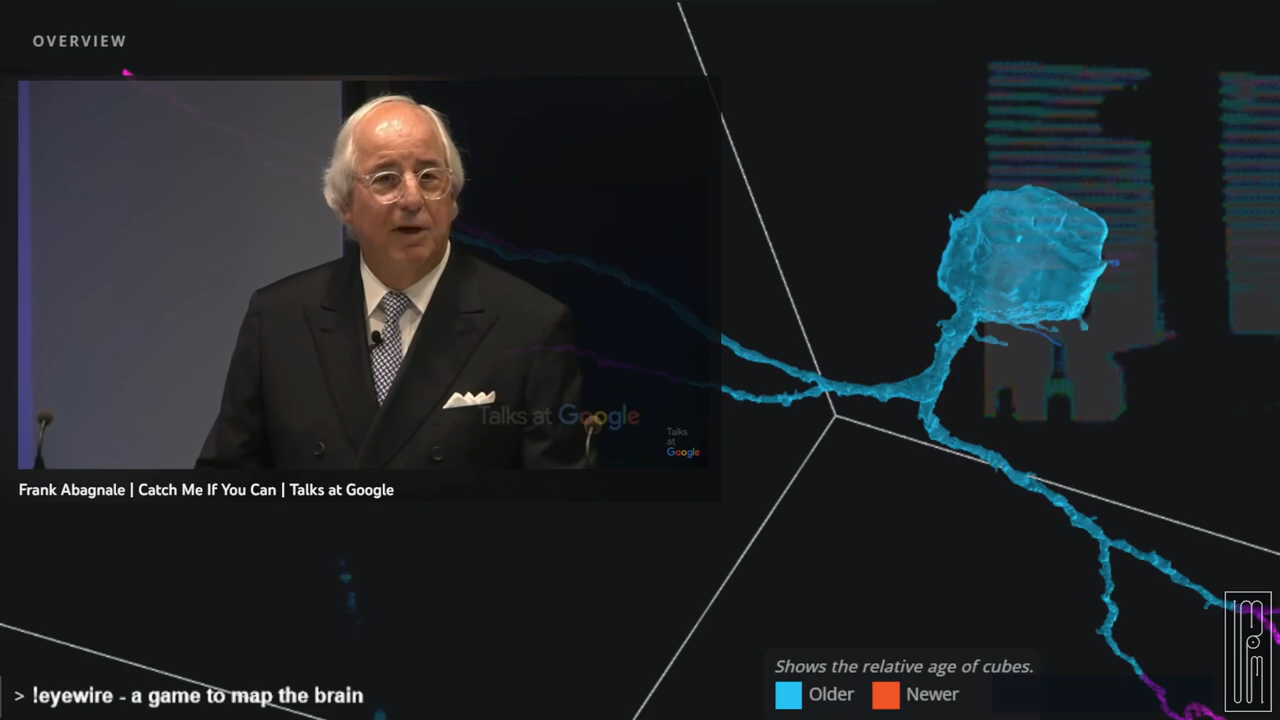 OVERVIEW
Talks at Google
Talks
at
Google
Frank Abagnale | Catch Me If You Can | Talks at Google
Shows the relative age of cubes.
Older
Newer
> !eyewire - a game to map the brain